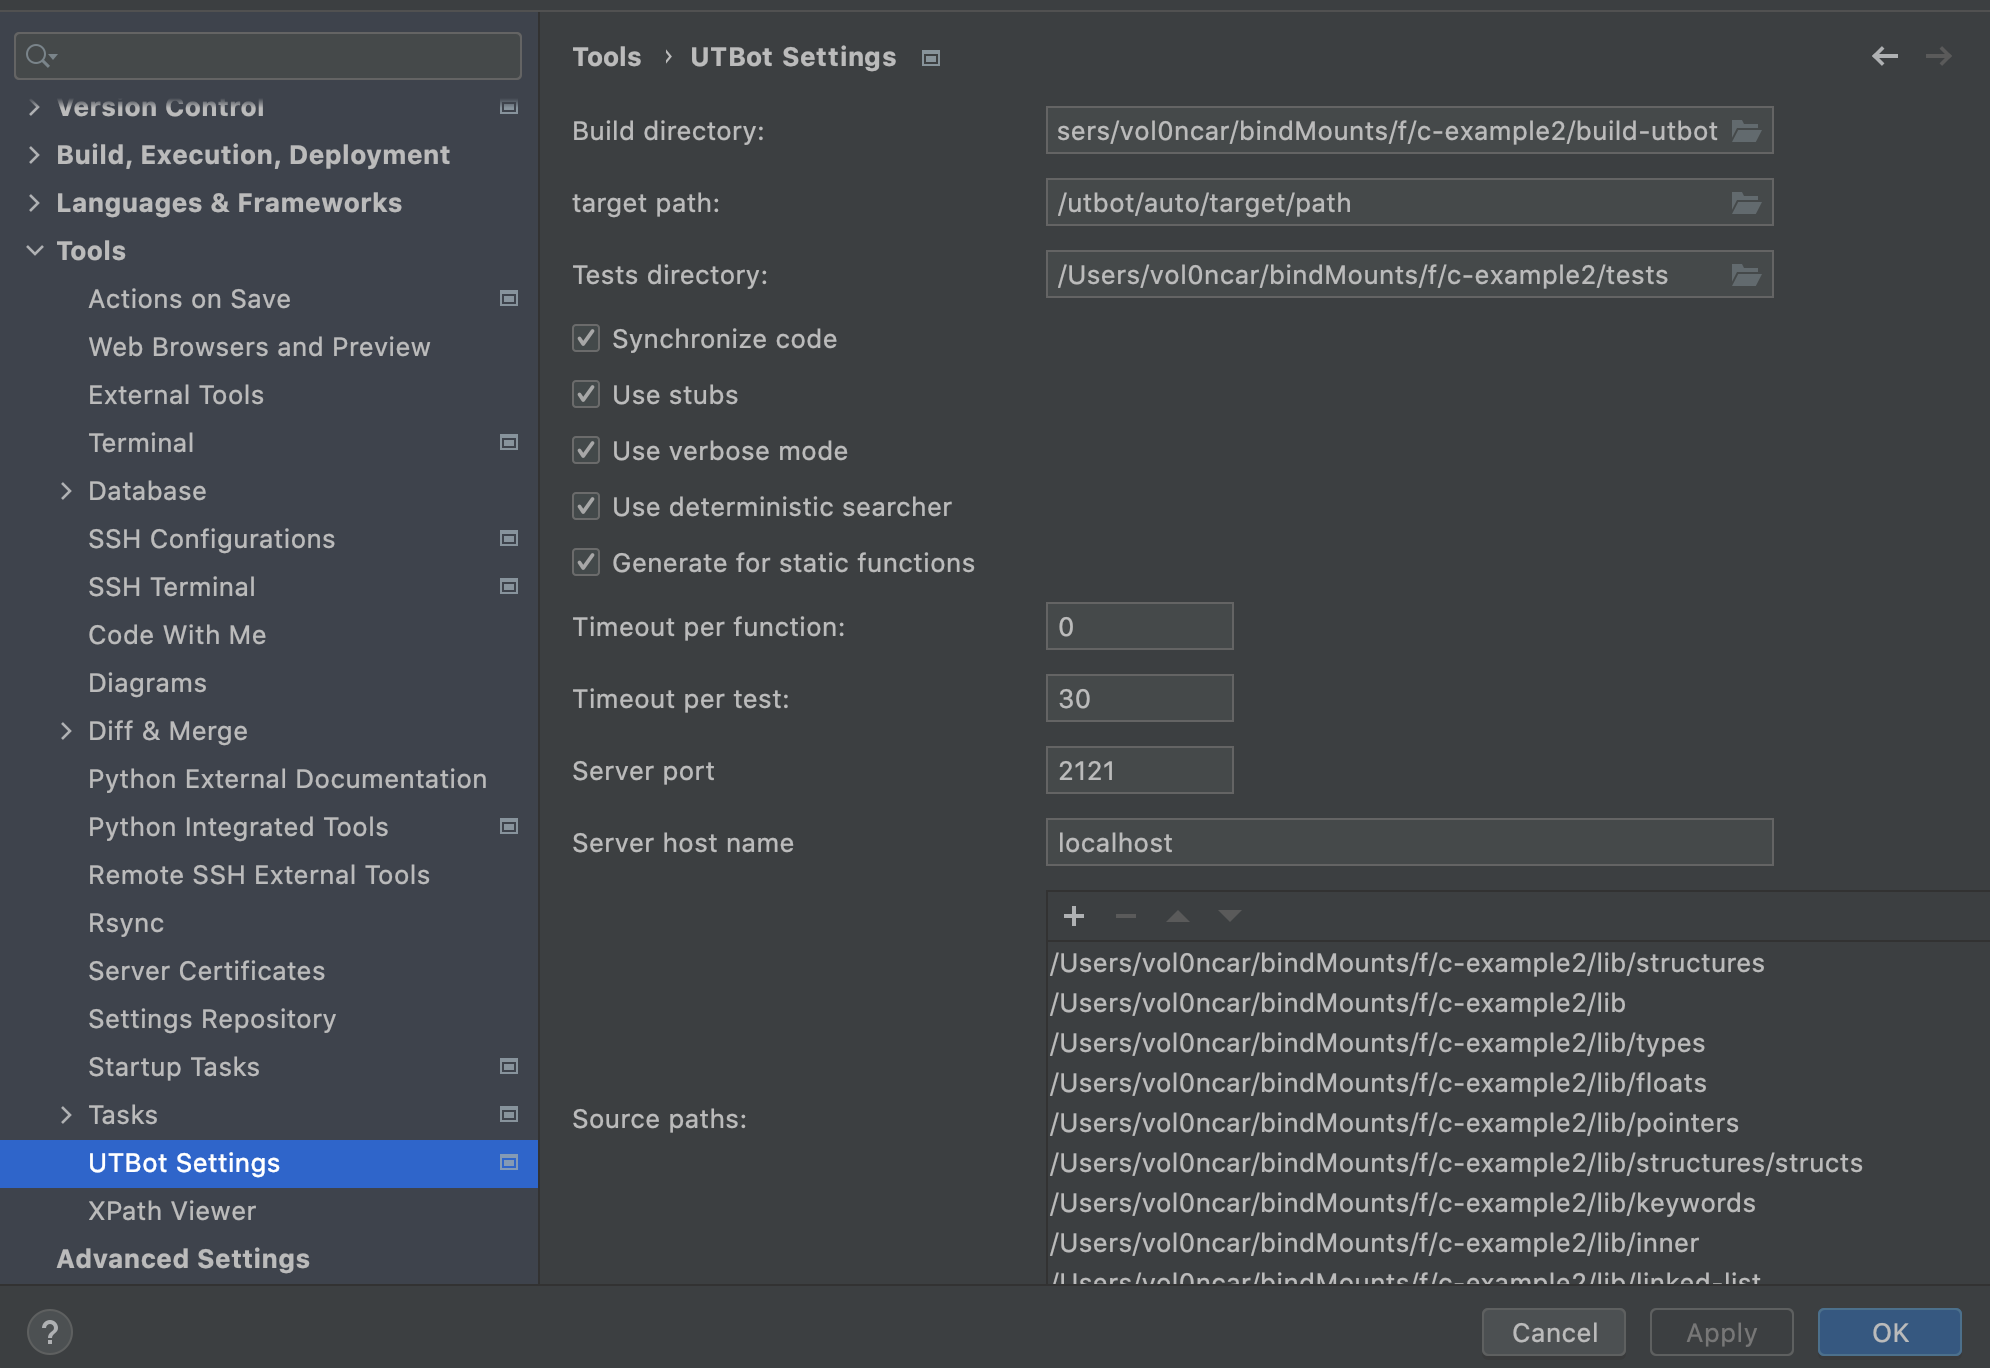 Version Control
Build, Execution, Deployment
Languages & Frameworks
Tools
Actions on Save
Web Browsers and Preview
External Tools
Terminal
Database
SSH Configurations
SSH Terminal
Code With Me
Diagrams
Diff & Merge
Python External Documentation
Python Integrated Tools
Remote SSH External Tools
Rsync
Server Certificates
Settings Repository
Startup Tasks
Tasks
UTBot Settings
XPath Viewer
Advanced Settings
Tools › UTBot Settings
Build directory: sers/vol0ncar/bindMounts/f/c-example2/build-utbot
target path: /utbot/auto/target/path
Tests directory: /Users/vol0ncar/bindMounts/f/c-example2/tests
Synchronize code
Use stubs
Use verbose mode
Use deterministic searcher
Generate for static functions
Timeout per function: 0
Timeout per test: 30
Server port 2121
Server host name localhost
Source paths:
/Users/vol0ncar/bindMounts/f/c-example2/lib/structures
/Users/vol0ncar/bindMounts/f/c-example2/lib
/Users/vol0ncar/bindMounts/f/c-example2/lib/types
/Users/vol0ncar/bindMounts/f/c-example2/lib/floats
/Users/vol0ncar/bindMounts/f/c-example2/lib/pointers
/Users/vol0ncar/bindMounts/f/c-example2/lib/structures/structs
/Users/vol0ncar/bindMounts/f/c-example2/lib/keywords
/Users/vol0ncar/bindMounts/f/c-example2/lib/inner
/Users/vol0ncar/bindMounts/f/c-example2/lib/linked-list
?
Cancel
Apply
OK